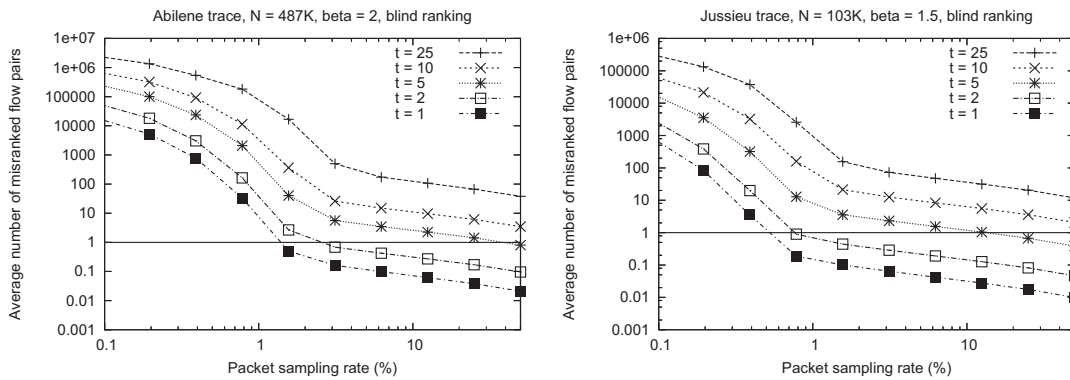 Abilene trace, N = 487K, beta = 2, blind ranking
Average number of misranked flow pairs
1e+07
1e+06
100000
10000
1000
100
10
1
0.1
0.01
0.001
t = 25
t = 10
t = 5
t = 2
t = 1
0.1
1
10
Packet sampling rate (%)
Jussieu trace, N = 103K, beta = 1.5, blind ranking
Average number of misranked flow pairs
1e+06
100000
10000
1000
100
10
1
0.1
0.01
0.001
t = 25
t = 10
t = 5
t = 2
t = 1
0.1
1
10
Packet sampling rate (%)